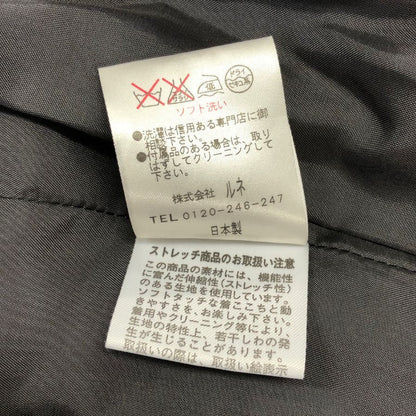 低
ドライ
セキユ系
ソフト洗い
●洗濯は信用ある専門店に御
相談下さい。
●付属品のある場合は、取り
はずしてクリーニングして
下さい。
株式会社 ルネ
TEL 0120-246-247
日本製
ストレッチ商品のお取扱い注意
この商品の素材には、機能性
に富んだ伸縮性(ストレッチ性)
のある生地を使用しています。
ソフトタッチな着ごこちと動
きやすさを、お楽しみ下さい。
着用やクリーニング等により、
生地の特性上、若干しわの発
生が生じることがあります。
取扱いの際は、取扱い絵表示